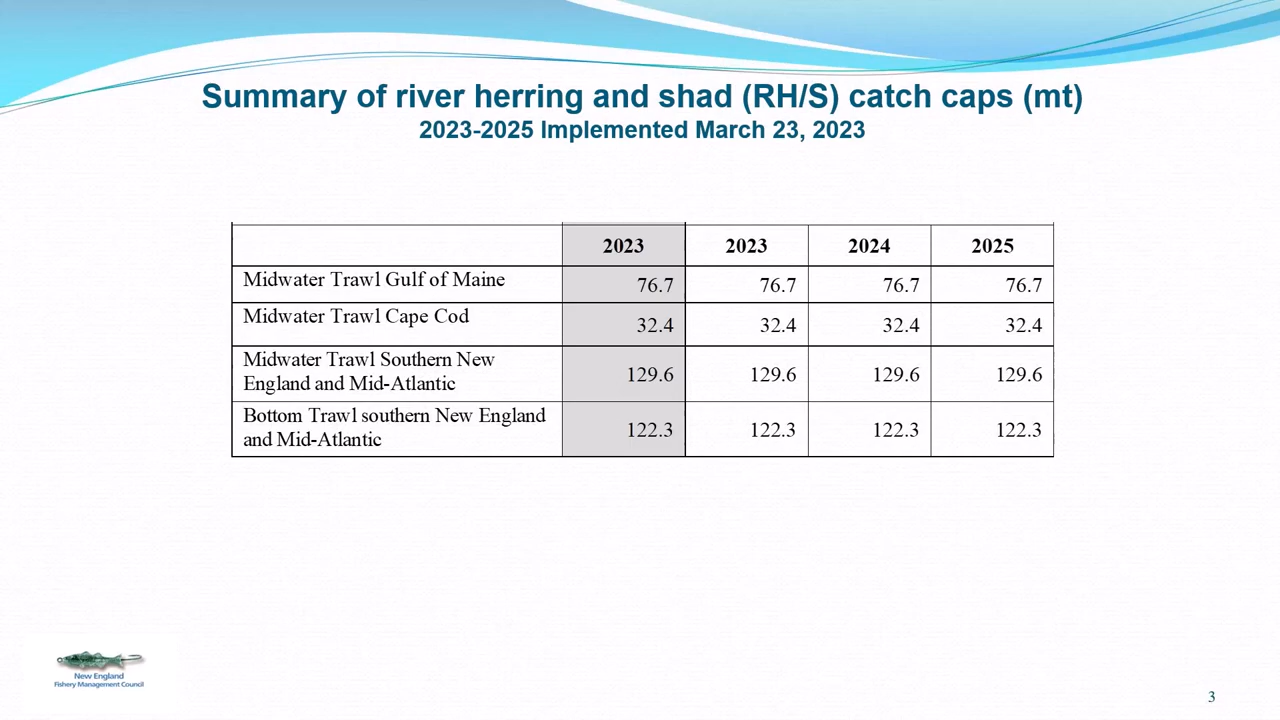 Summary of river herring and shad (RH/S) catch caps (mt)
2023-2025 Implemented March 23, 2023
2023 2023 2024 2025
Midwater Trawl Gulf of Maine 76.7 76.7 76.7 76.7
Midwater Trawl Cape Cod 32.4 32.4 32.4 32.4
Midwater Trawl Southern New
England and Mid-Atlantic 129.6 129.6 129.6 129.6
Bottom Trawl southern New England
and Mid-Atlantic 122.3 122.3 122.3 122.3
New England
Fishery Management Council
3